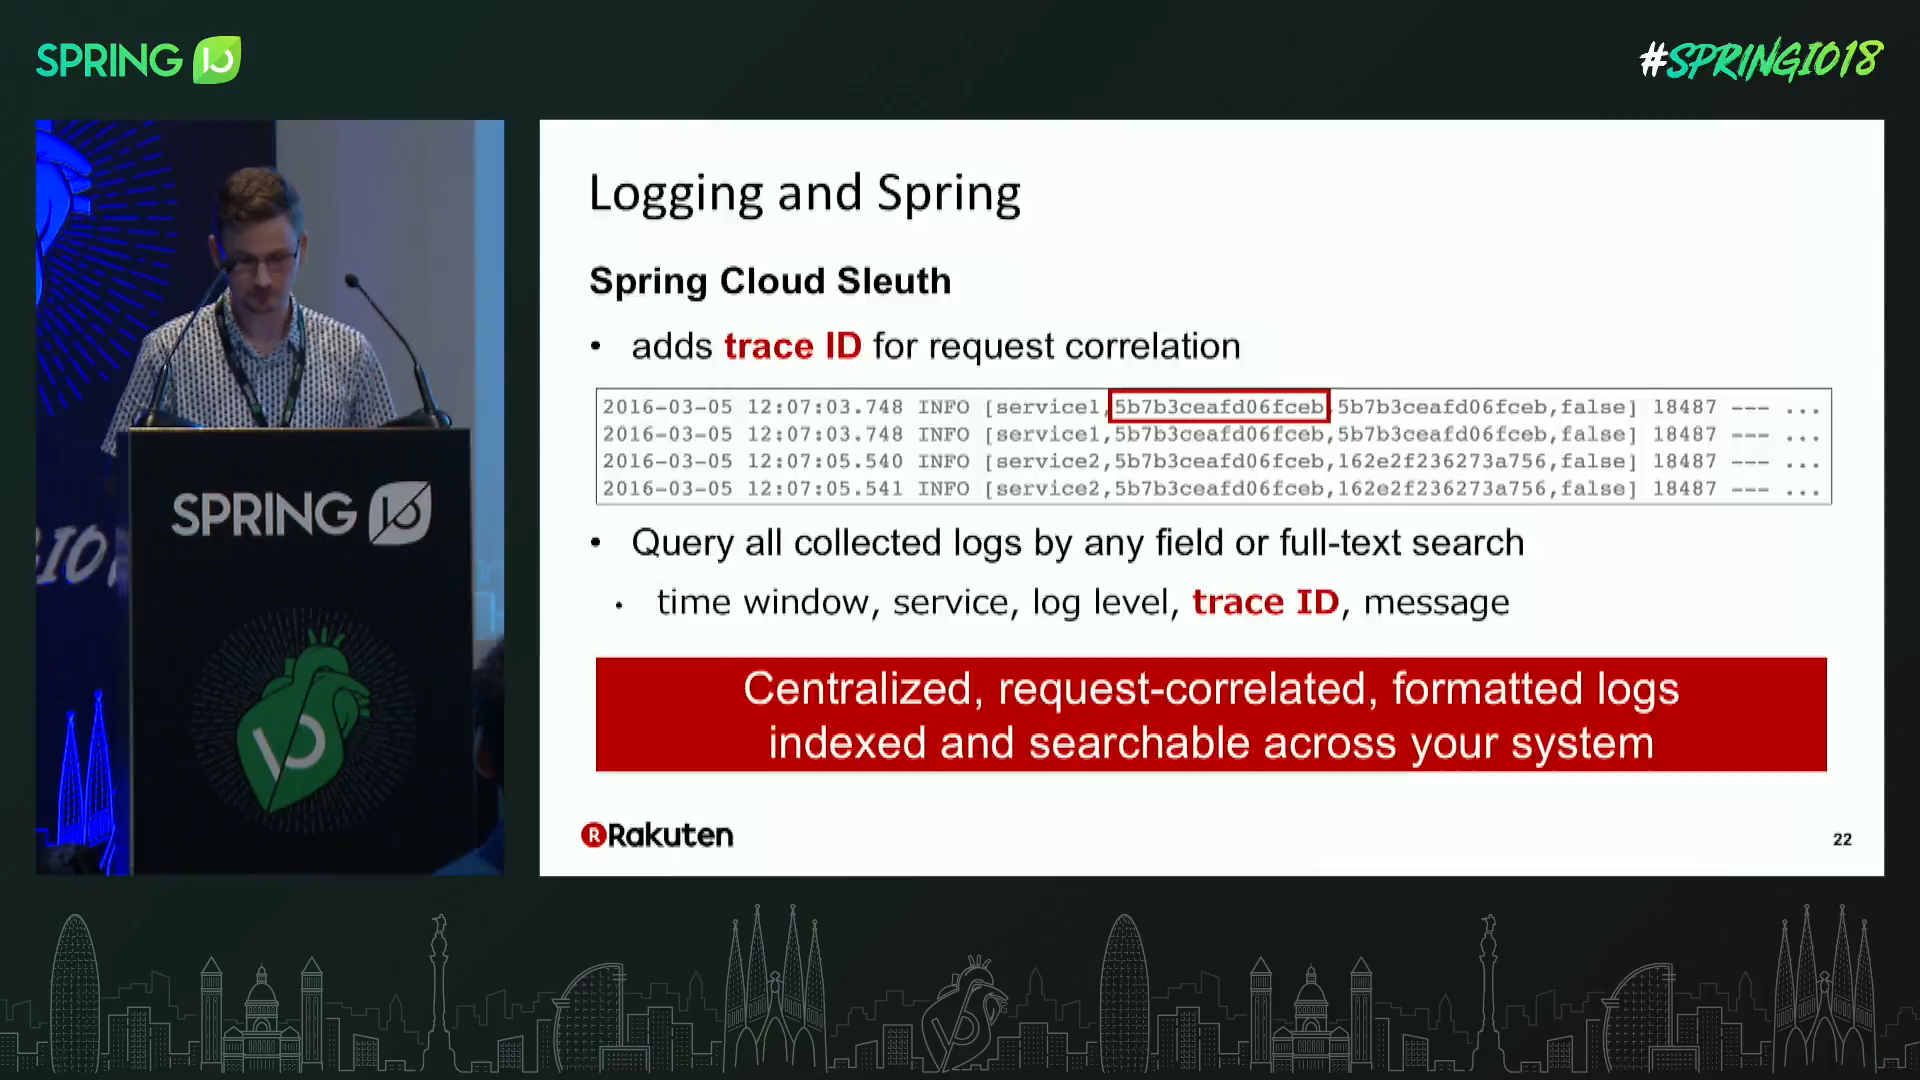 SPRING IO
#SPRINGIO18
Logging and Spring
Spring Cloud Sleuth
• adds trace ID for request correlation
2016-03-05 12:07:03.748 INFO [service1,5b7b3ceafd06fceb,5b7b3ceafd06fceb,false] 18487 --- ...
2016-03-05 12:07:03.748 INFO [service1,5b7b3ceafd06fceb,5b7b3ceafd06fceb,false] 18487 --- ...
2016-03-05 12:07:05.540 INFO [service2,5b7b3ceafd06fceb,162e2f236273a756,false] 18487 --- ...
2016-03-05 12:07:05.541 INFO [service2,5b7b3ceafd06fceb,162e2f236273a756,false] 18487 --- ...
• Query all collected logs by any field or full-text search
• time window, service, log level, trace ID, message
Centralized, request-correlated, formatted logs
indexed and searchable across your system
R Rakuten
22
SPRING IO
IO
GIO